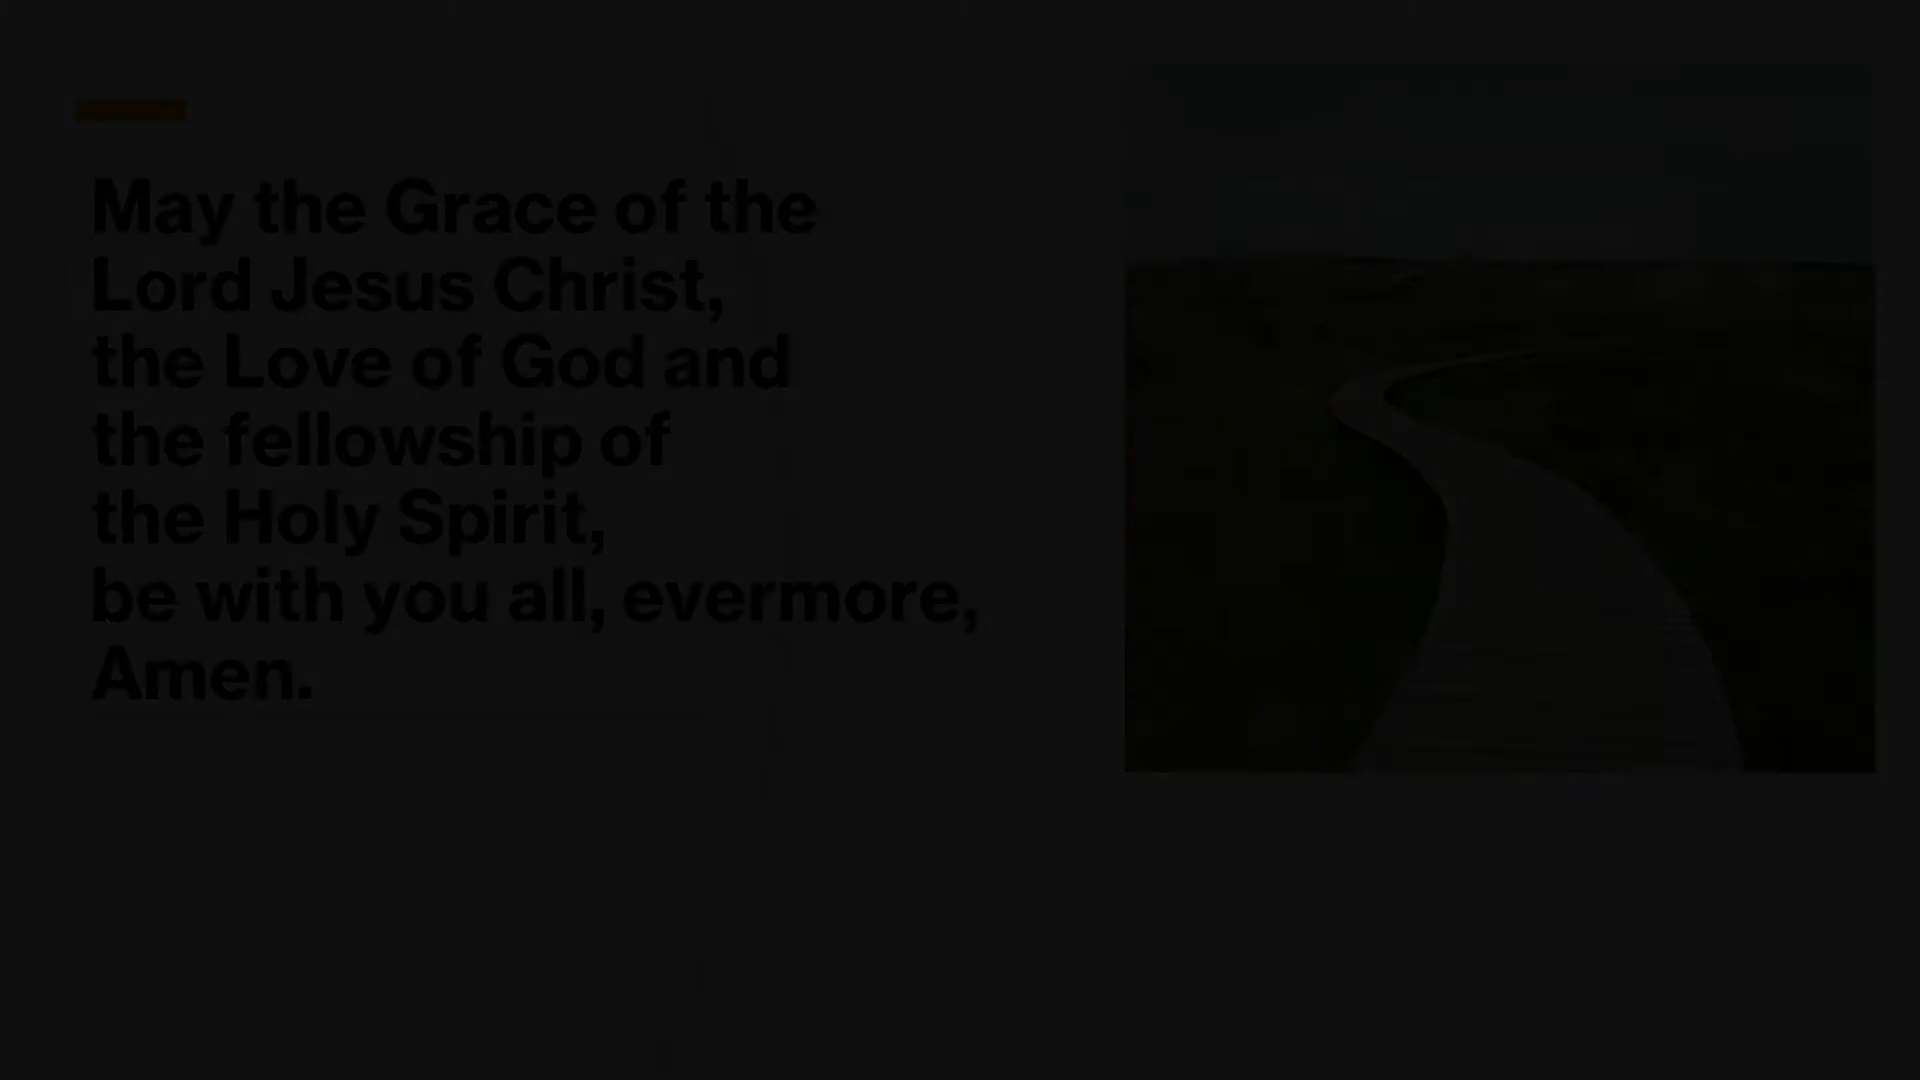 May the Grace of the
Lord Jesus Christ,
the Love of God and
the fellowship of
the Holy Spirit,
be with you all, evermore,
Amen.